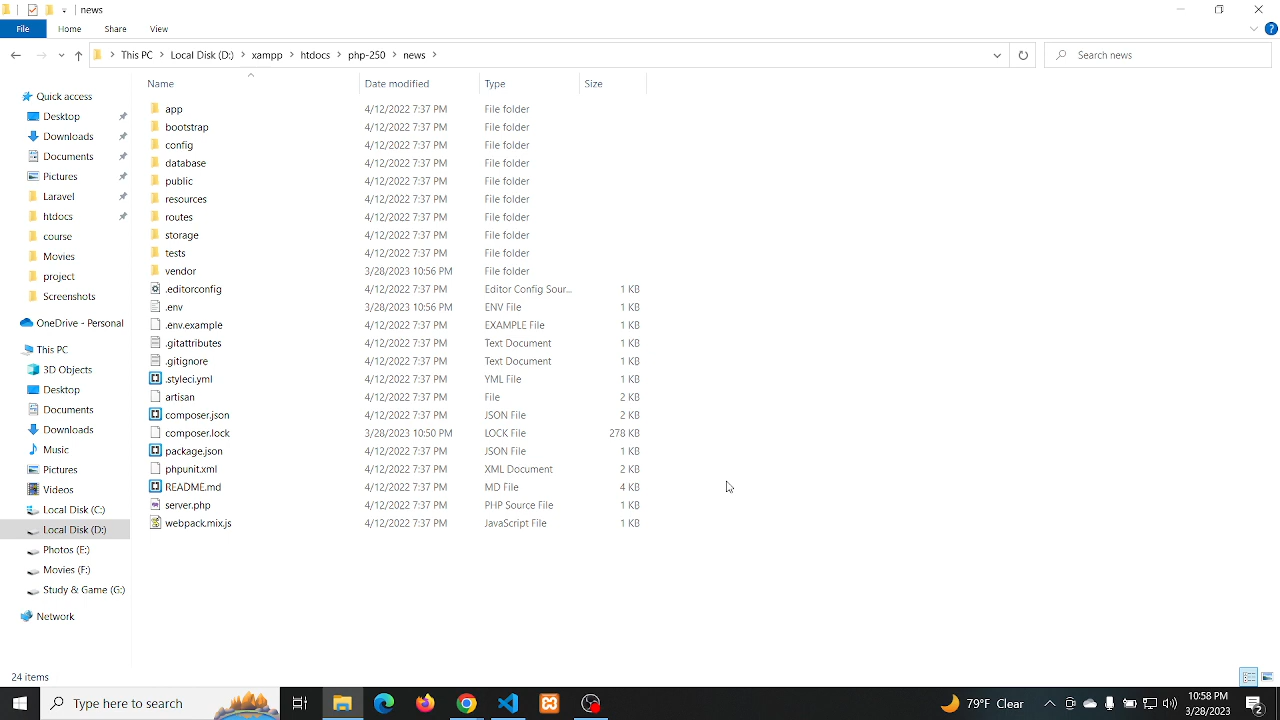 news
File Home Share View
This PC Local Disk (D:) xampp htdocs php-250 news Search news
Name Date modified Type Size
Quick access
Desktop
Downloads
Documents
Pictures
Laravel
htdocs
course
Movies
project
Screenshots
OneDrive - Personal
This PC
3D Objects
Desktop
Documents
Downloads
Music
Pictures
Videos
Local Disk (C:)
Local Disk (D:)
Photos (E:)
Movies (F:)
Study & Game (G:)
Network
app 4/12/2022 7:37 PM File folder
bootstrap 4/12/2022 7:37 PM File folder
config 4/12/2022 7:37 PM File folder
database 4/12/2022 7:37 PM File folder
public 4/12/2022 7:37 PM File folder
resources 4/12/2022 7:37 PM File folder
routes 4/12/2022 7:37 PM File folder
storage 4/12/2022 7:37 PM File folder
tests 4/12/2022 7:37 PM File folder
vendor 3/28/2023 10:56 PM File folder
.editorconfig 4/12/2022 7:37 PM Editor Config Sour... 1 KB
.env 3/28/2023 10:56 PM ENV File 1 KB
.env.example 4/12/2022 7:37 PM EXAMPLE File 1 KB
.gitattributes 4/12/2022 7:37 PM Text Document 1 KB
.gitignore 4/12/2022 7:37 PM Text Document 1 KB
.styleci.yml 4/12/2022 7:37 PM YML File 1 KB
artisan 4/12/2022 7:37 PM File 2 KB
composer.json 4/12/2022 7:37 PM JSON File 2 KB
composer.lock 3/28/2023 10:50 PM LOCK File 278 KB
package.json 4/12/2022 7:37 PM JSON File 1 KB
phpunit.xml 4/12/2022 7:37 PM XML Document 2 KB
README.md 4/12/2022 7:37 PM MD File 4 KB
server.php 4/12/2022 7:37 PM PHP Source File 1 KB
webpack.mix.js 4/12/2022 7:37 PM JavaScript File 1 KB
24 items
Type here to search
79°F Clear
10:58 PM
3/28/2023
2